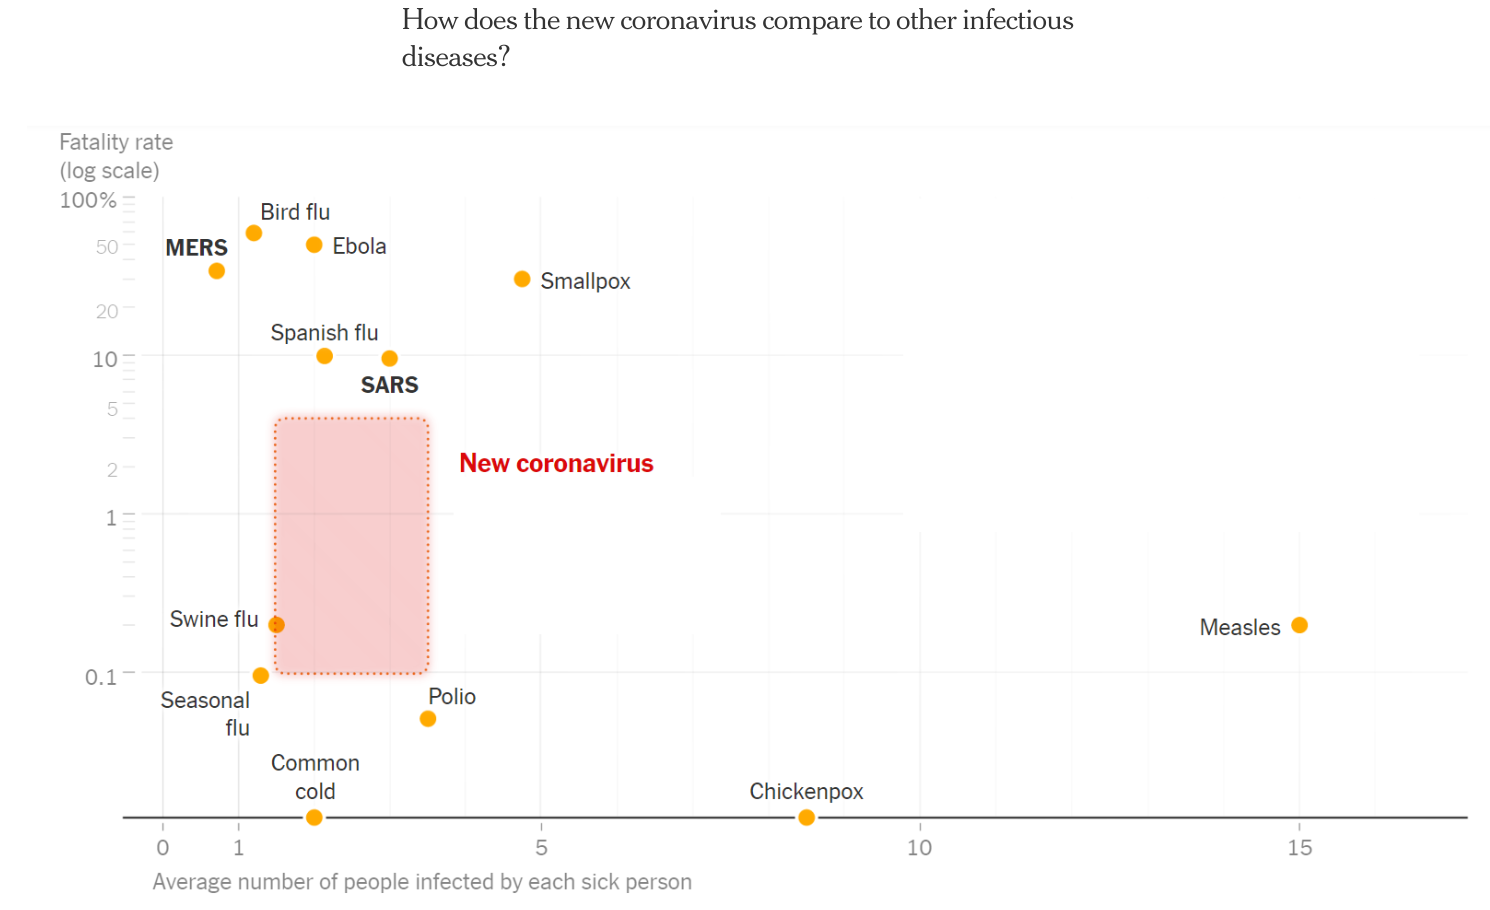 How does the new coronavirus compare to other infectious
diseases?
Fatality rate
(log scale)
100%
Bird flu
MERS
50
Ebola
Smallpox
20
Spanish flu
10
SARS
5
New coronavirus
2
1
Swine flu
Measles
0.1
Seasonal
flu
Polio
Common
cold
Chickenpox
0 1 5 10 15
Average number of people infected by each sick person